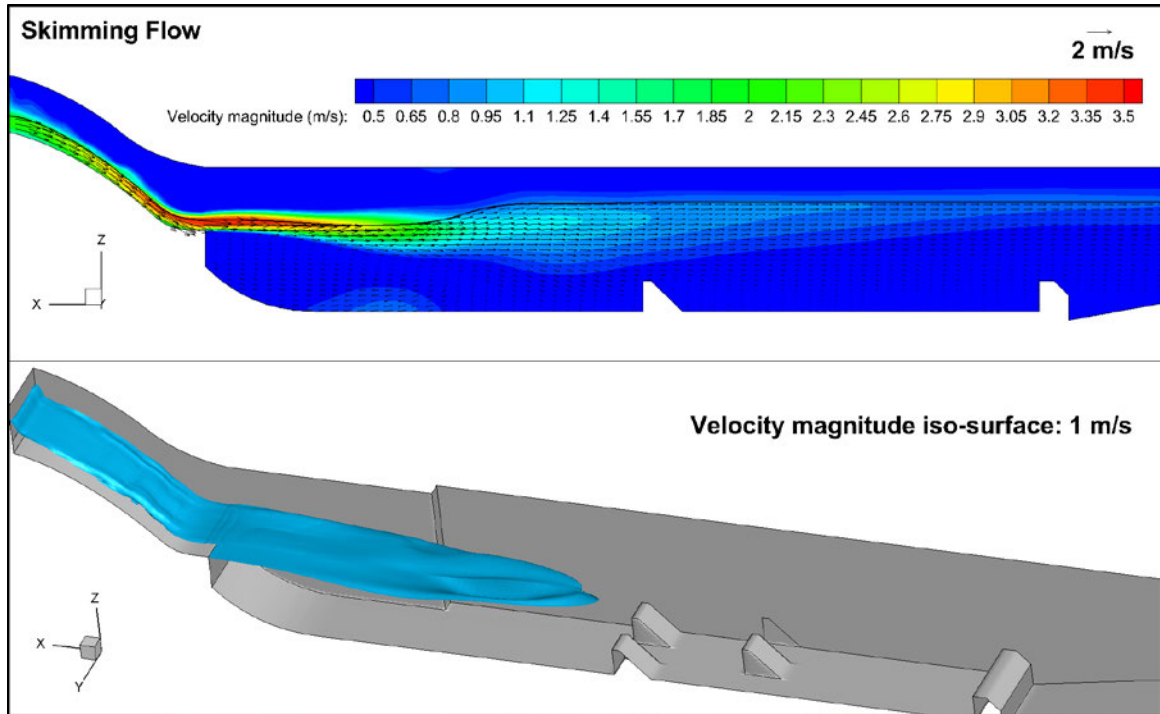 Skimming Flow
2 m/s
Velocity magnitude (m/s): 0.5 0.65 0.8 0.95 1.1 1.25 1.4 1.55 1.7 1.85 2 2.15 2.3 2.45 2.6 2.75 2.9 3.05 3.2 3.35 3.5
Z
X
Y
Velocity magnitude iso-surface: 1 m/s
Z
X
Y